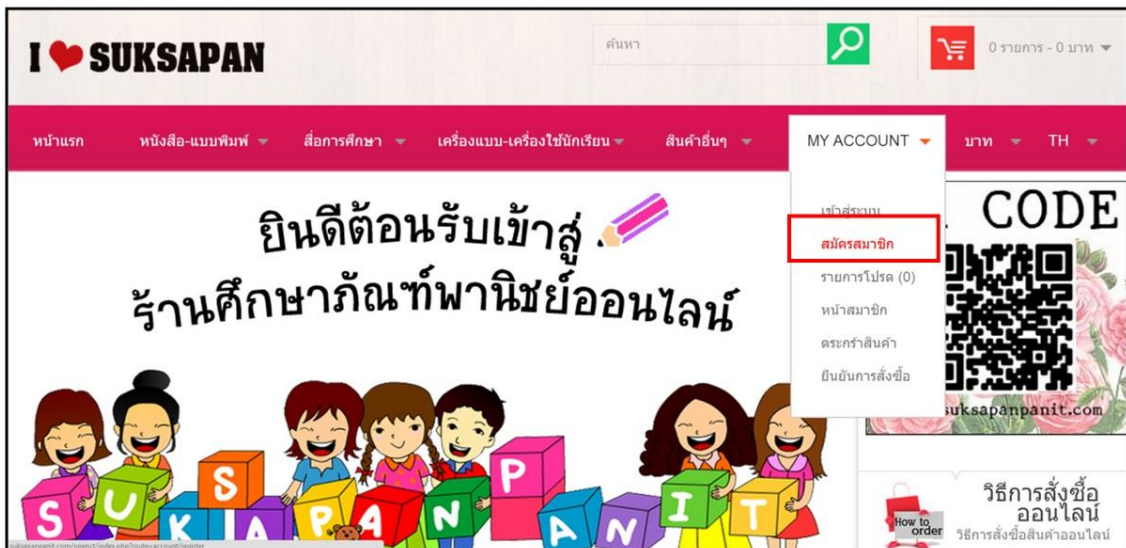 I ❤ SUKSAPAN
ค้นหา
0 รายการ - 0 บาท
หน้าแรก
หนังสือ-แบบพิมพ์
สื่อการศึกษา
เครื่องแบบ-เครื่องใช้นักเรียน
สินค้าอื่นๆ
MY ACCOUNT
บาท
TH
เข้าสู่ระบบ
สมัครสมาชิก
รายการโปรด (0)
หน้าสมาชิก
ตระกร้าสินค้า
ยืนยันการสั่งซื้อ
ยินดีต้อนรับเข้าสู่
ร้านศึกษาภัณฑ์พานิชย์ออนไลน์
CODE
suksapanpanit.com
SUKSAPANPANIT
วิธีการสั่งซื้อ
ออนไลน์
How to
order
วิธีการสั่งซื้อสินค้าออนไลน์